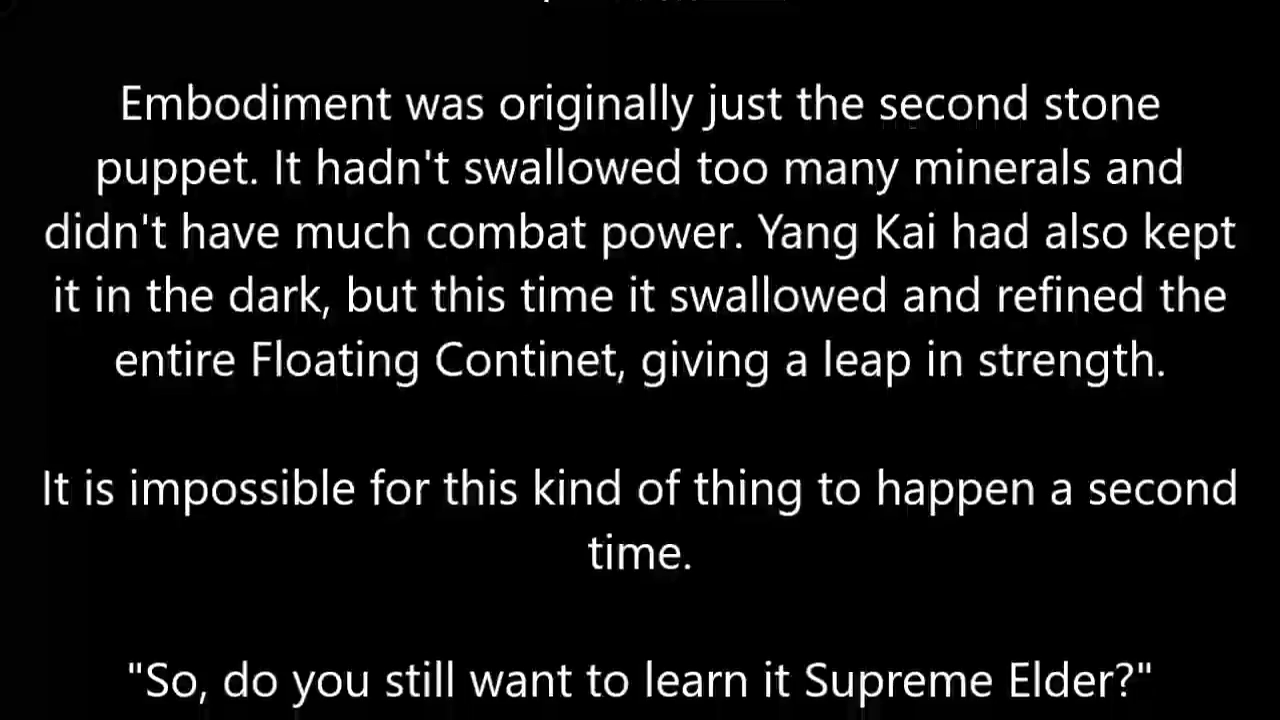 Embodiment was originally just the second stone
puppet. It hadn't swallowed too many minerals and
didn't have much combat power. Yang Kai had also kept
it in the dark, but this time it swallowed and refined the
entire Floating Continet, giving a leap in strength.
It is impossible for this kind of thing to happen a second
time.
"So, do you still want to learn it Supreme Elder?"